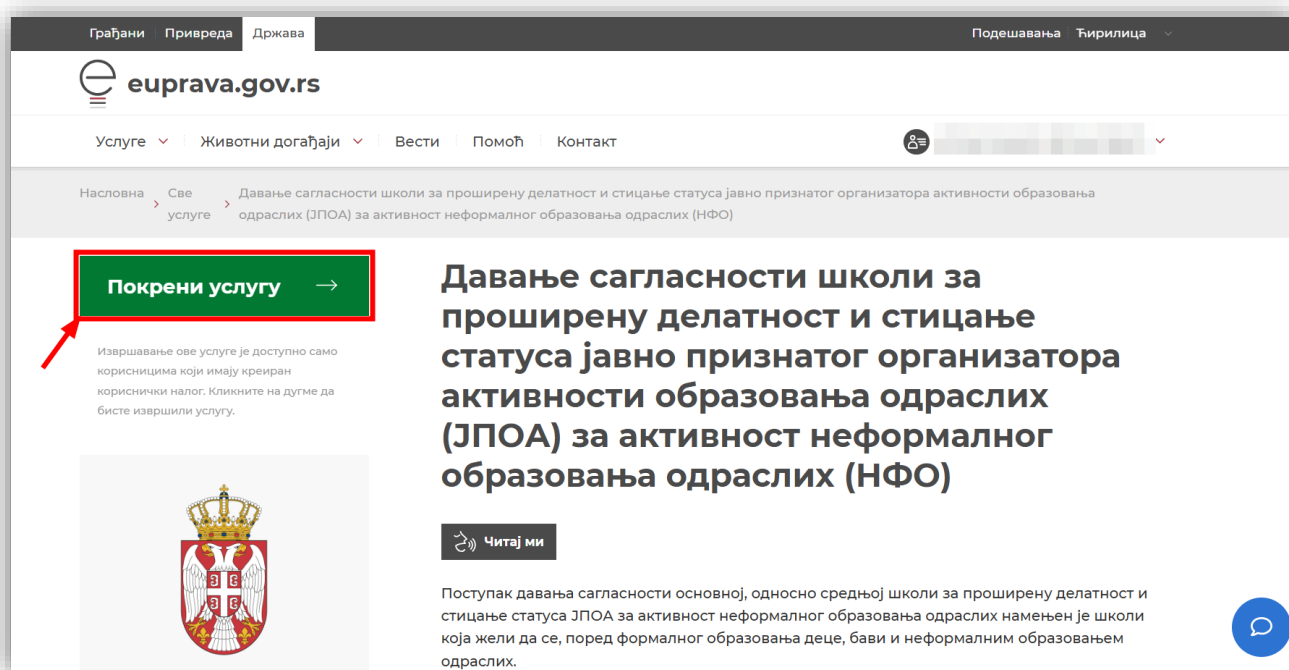 Грађани Привреда Држава Подешавања Ћирилица
euprava.gov.rs
Услуге Животни догађаји Вести Помоћ Контакт
Насловна
Све
услуге
Давање сагласности школи за проширену делатност и стицање статуса јавно признатог организатора активности образовања
одраслих (ЈПОА) за активност неформалног образовања одраслих (НФО)
Покрени услугу
Извршавање ове услуге је доступно само
корисницима који имају креиран
кориснички налог. Кликните на дугме да
бисте извршили услугу.
Давање сагласности школи за
проширену делатност и стицање
статуса јавно признатог организатора
активности образовања одраслих
(ЈПОА) за активност неформалног
образовања одраслих (НФО)
Читај ми
Поступак давања сагласности основној, односно средњој школи за проширену делатност и
стицање статуса ЈПОА за активност неформалног образовања одраслих намењен је школи
која жели да се, поред формалног образовања деце, бави и неформалним образовањем
одраслих.